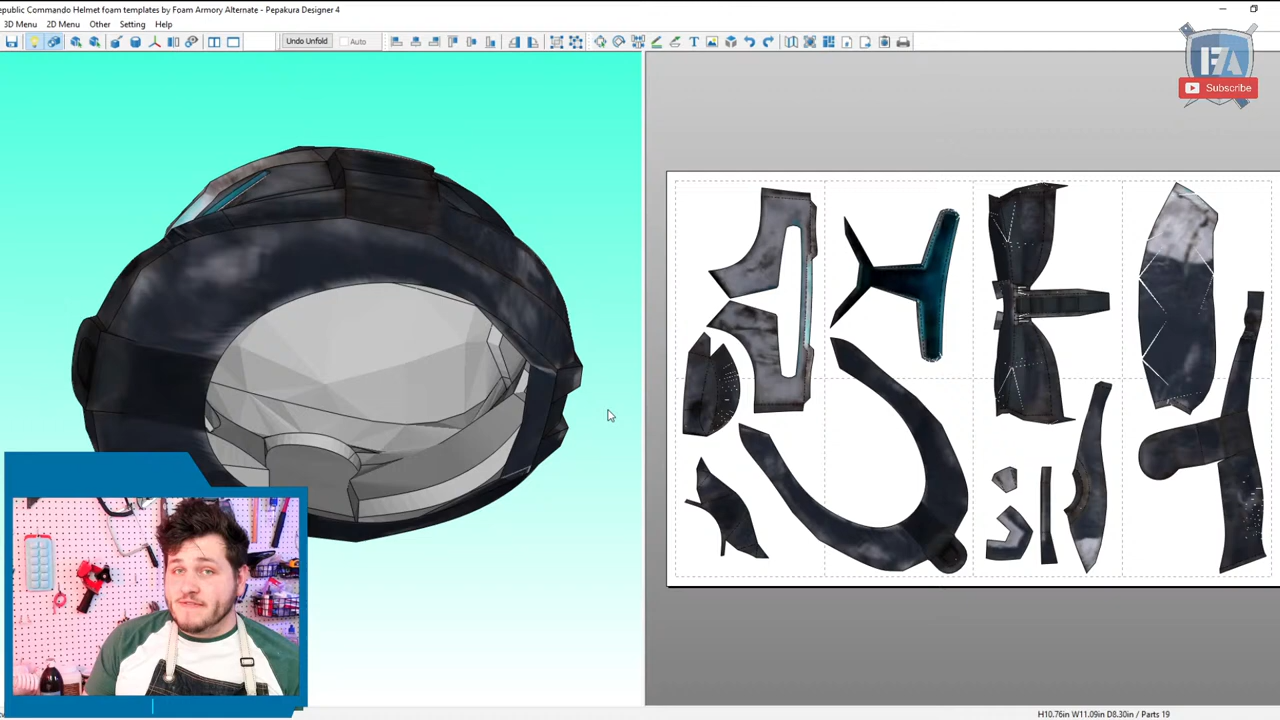 epublic Commando Helmet foam templates by Foam Armory Alternate - Pepakura Designer 4
3D Menu 2D Menu Other Setting Help
Undo Unfold Auto
FA
Subscribe
H10.76in W11.09in D8.30in / Parts 19